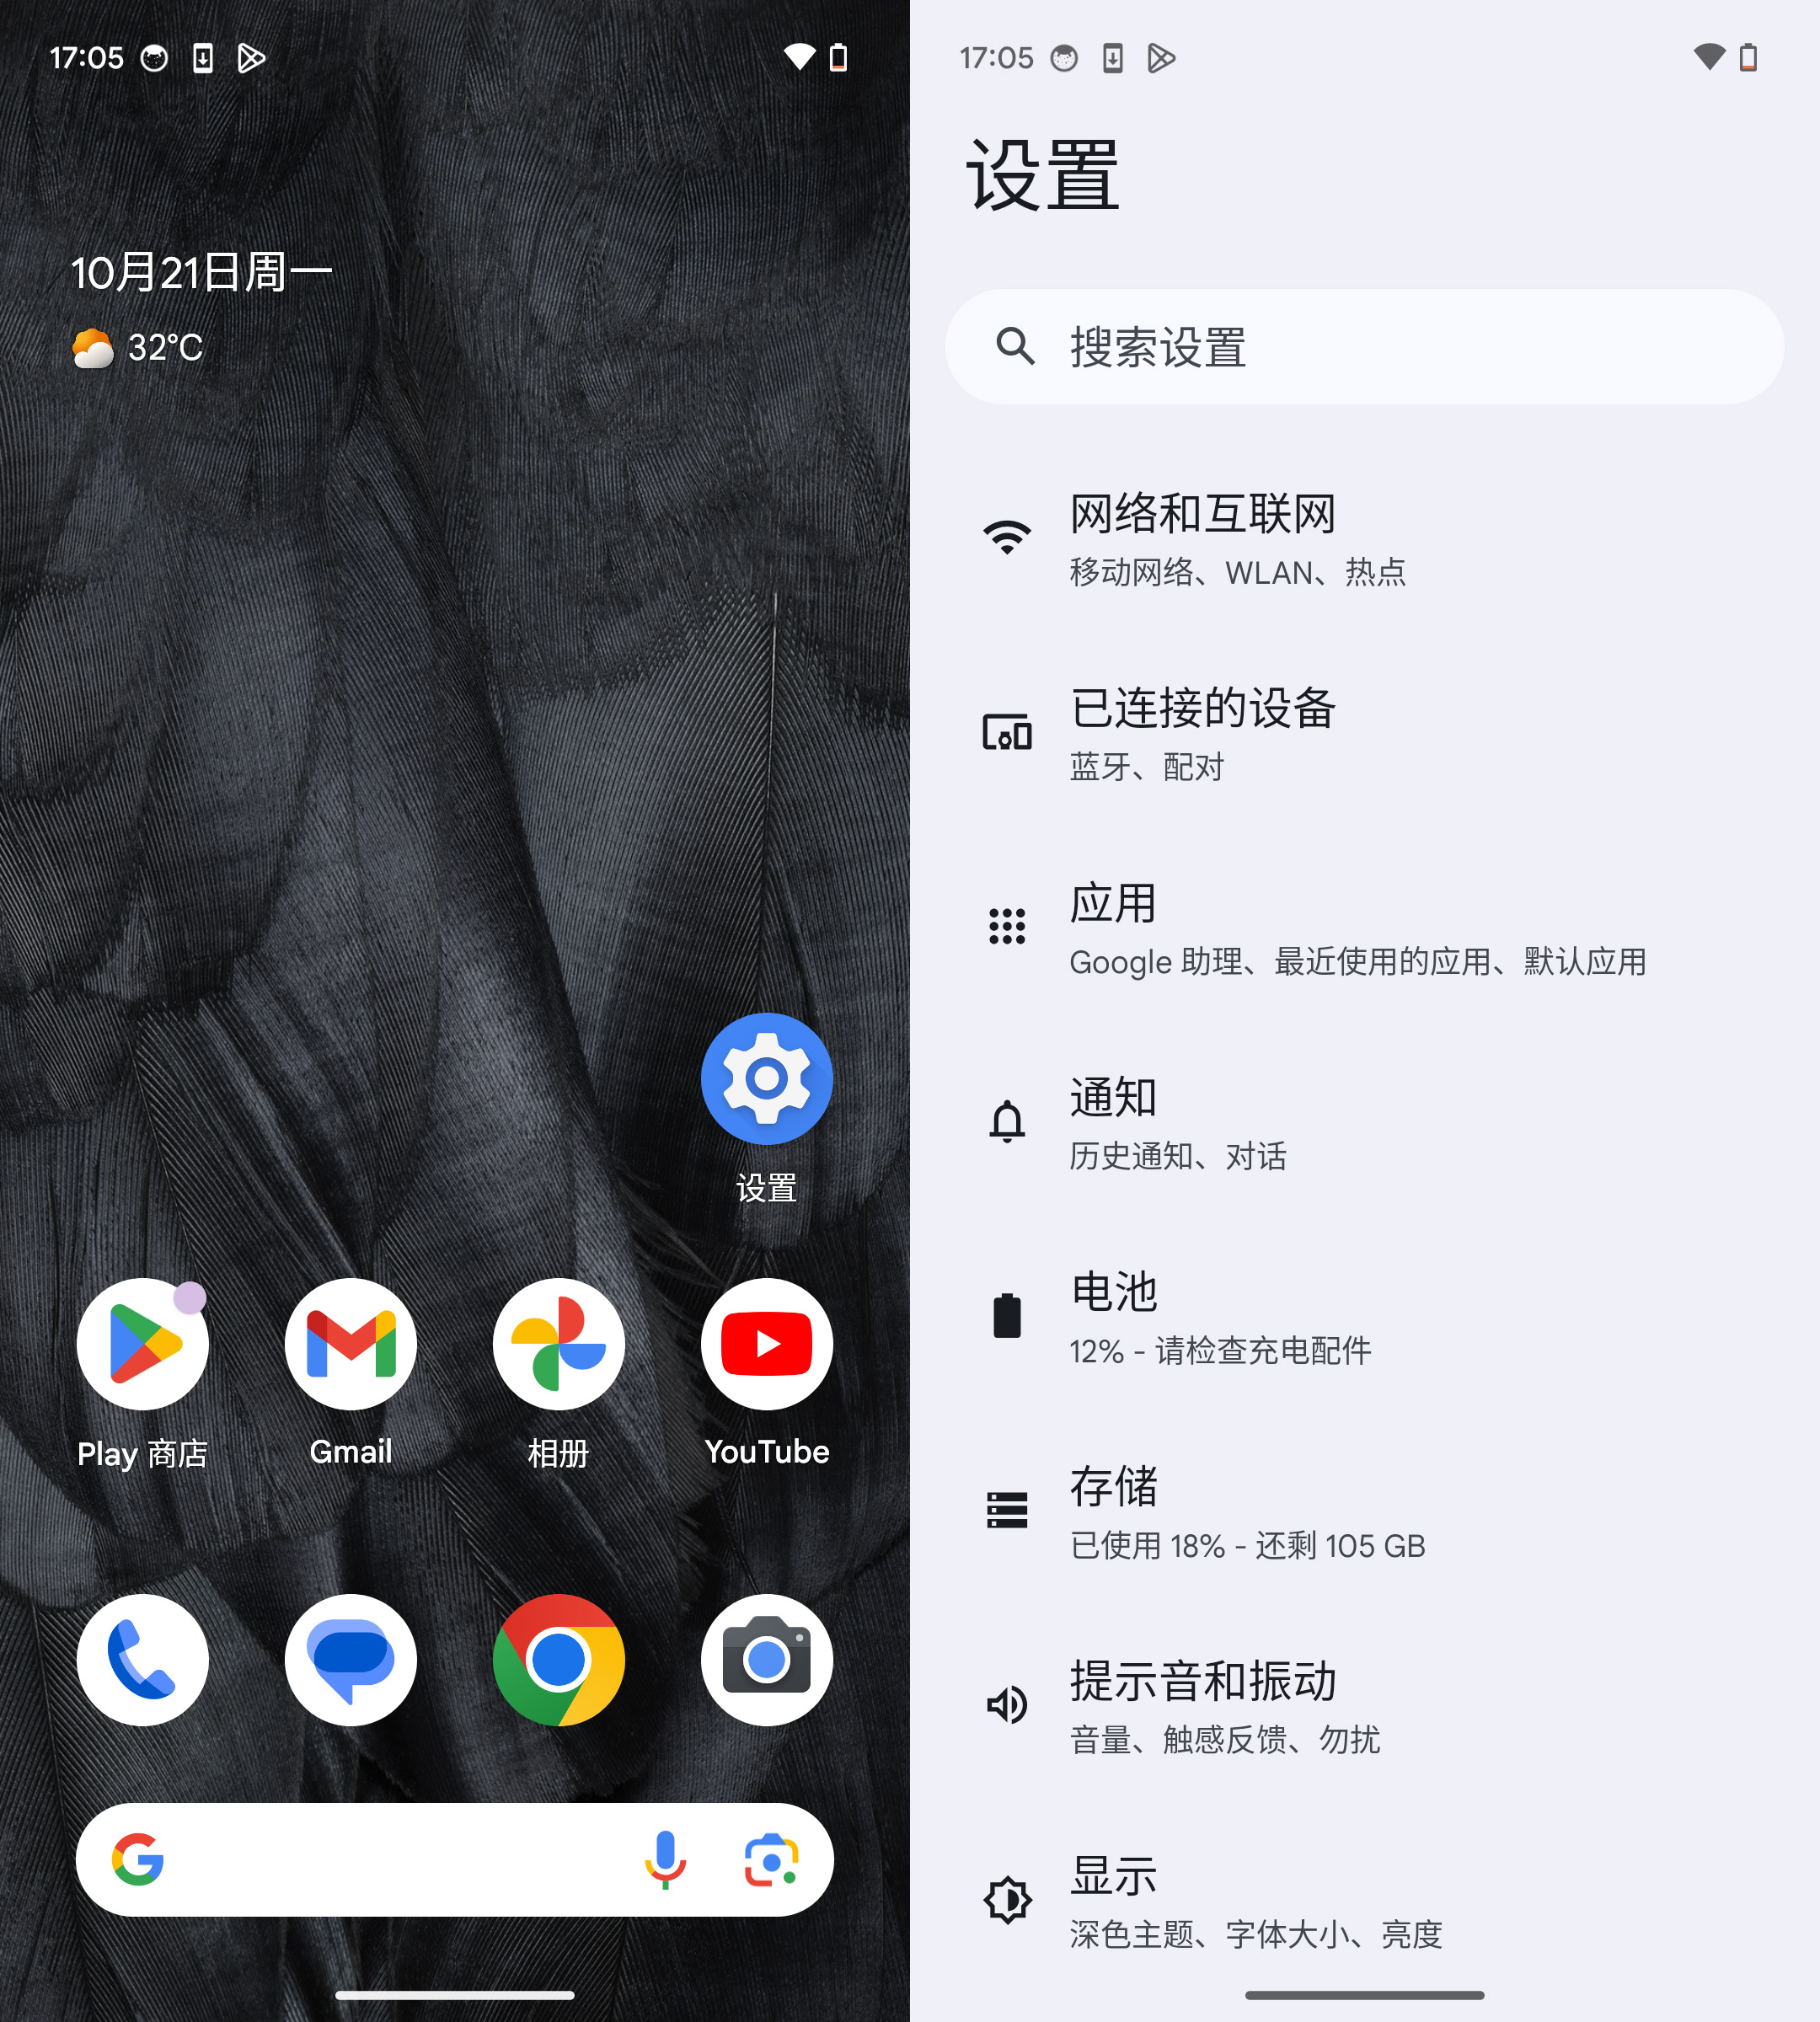 17:05
10月21日周一
32°C
设置
Play 商店
Gmail
相册
YouTube
17:05
设置
搜索设置
网络和互联网
移动网络、WLAN、热点
已连接的设备
蓝牙、配对
应用
Google 助理、最近使用的应用、默认应用
通知
历史通知、对话
电池
12% - 请检查充电配件
存储
已使用 18% - 还剩 105 GB
提示音和振动
音量、触感反馈、勿扰
显示
深色主题、字体大小、亮度